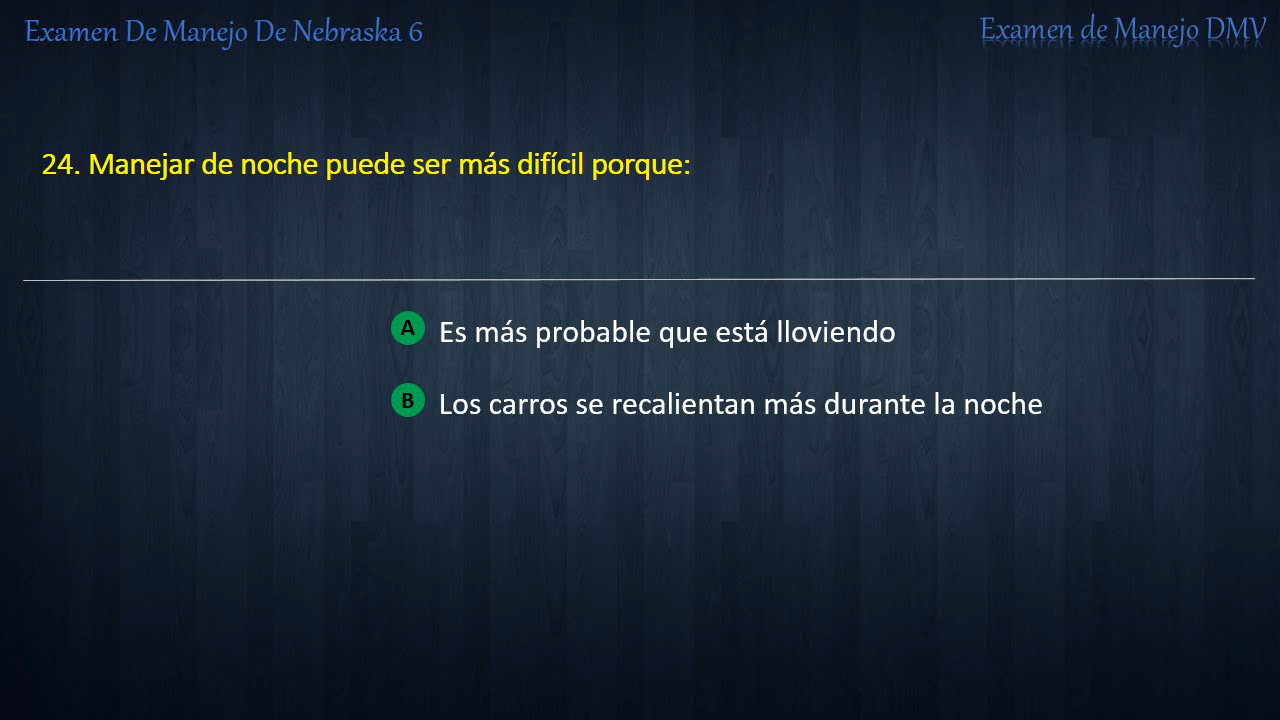 Examen De Manejo De Nebraska 6
Examen de Manejo DMV
24. Manejar de noche puede ser más difícil porque:
A Es más probable que está lloviendo
B Los carros se recalientan más durante la noche